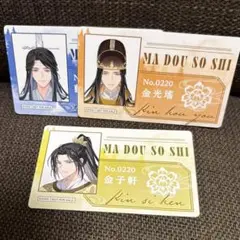 MA DOU SO SHI
No.0220
金光瑤
Kin kou you
MA DOU SO SHI
No.0220
金子軒
Kin si ken